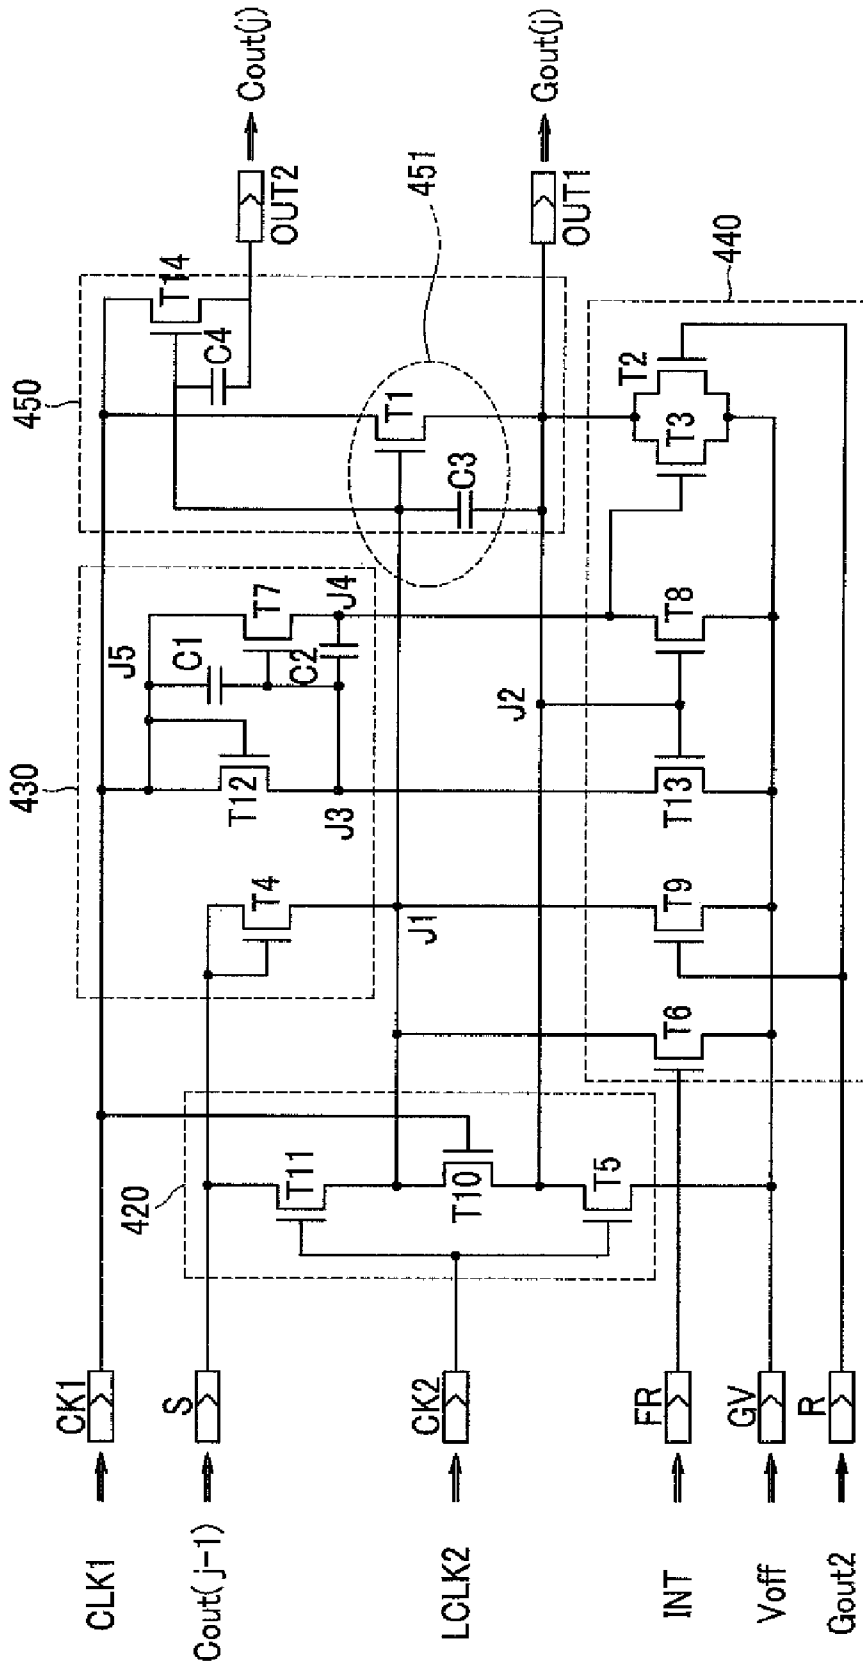 CLK1
CK1
Cout(j-1)
S
LCLK2
CK2
INT
FR
Voff
GV
Gout2
R
420
T11
T10
T5
430
T4
T12
J3
J5
C1
T7
C2
J4
J1
J2
450
T14
C4
T1
C3
451
440
T6
T9
T13
T8
T3
T2
OUT2
Cout(j)
OUT1
Gout(j)